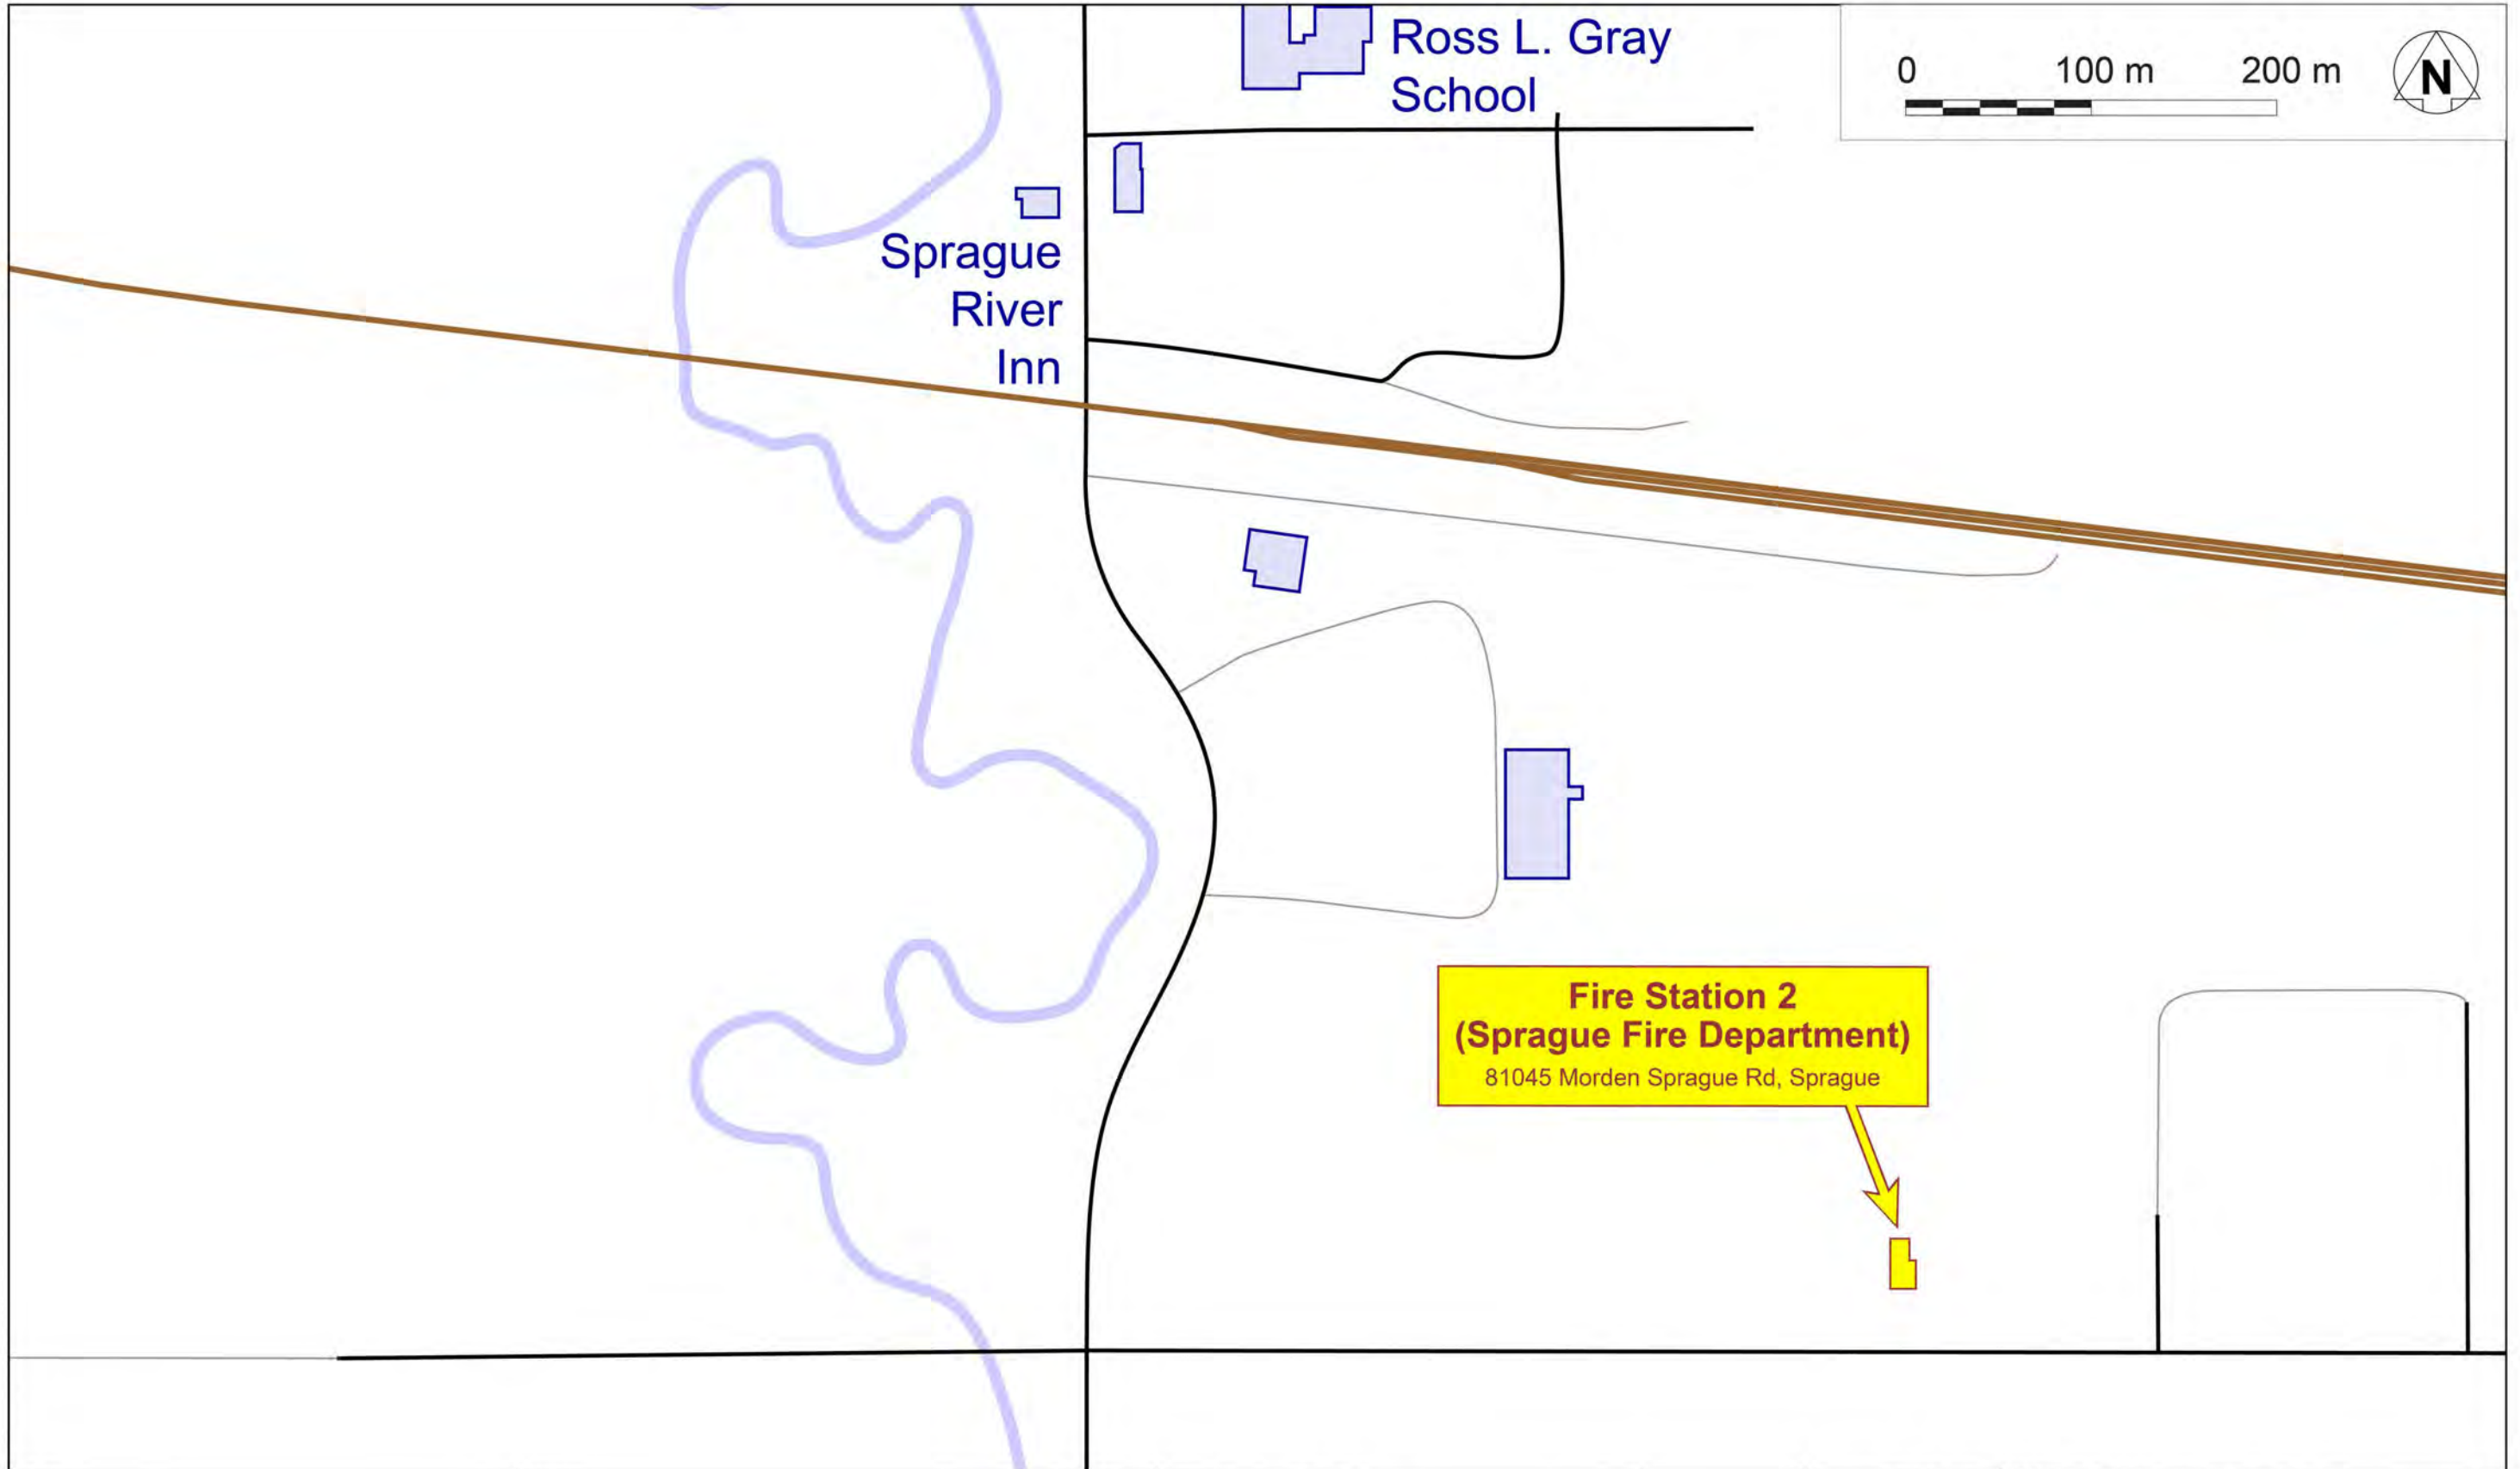 Ross L. Gray
School
0 100 m 200 m
N
Sprague
River
Inn
Fire Station 2
(Sprague Fire Department)
81045 Morden Sprague Rd, Sprague